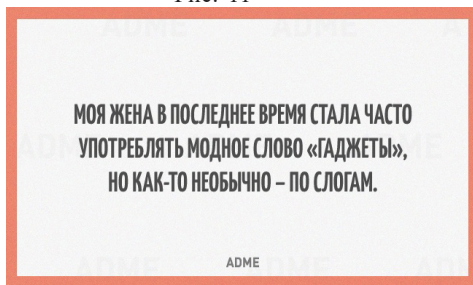 МОЯ ЖЕНА В ПОСЛЕДНЕЕ ВРЕМЯ СТАЛА ЧАСТО
УПОТРЕБЛЯТЬ МОДНОЕ СЛОВО «ГАДЖЕТЫ»,
НО КАК-ТО НЕОБЫЧНО – ПО СЛОГАМ.
ADME